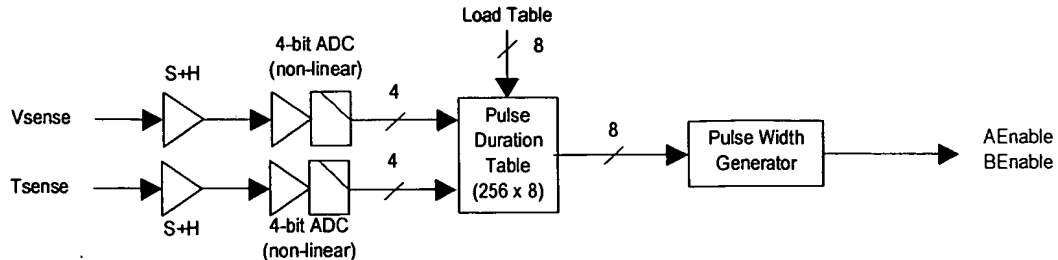 Load Table
8
4-bit ADC
(non-linear)
S+H
4
Vsense
Pulse
Duration
Table
(256 x 8)
8
Pulse Width
Generator
AEnable
BEnable
Tsense
4
S+H
4-bit ADC
(non-linear)